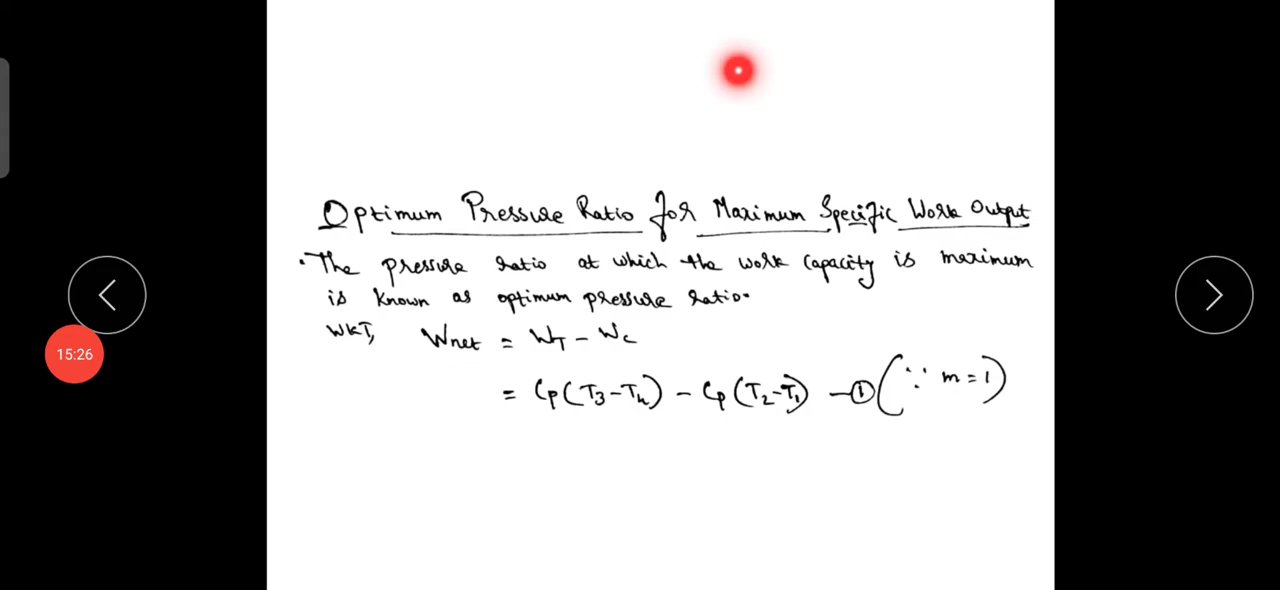 Optimum Pressure Ratio for Maximum Specific Work Output
• The pressure ratio at which the work capacity is maximum
is known as optimum pressure ratio.
WKT, Wnet = WT - WC
15:26
= Cp(T3-T4) - Cp(T2-T1) —① (∵ m=1)